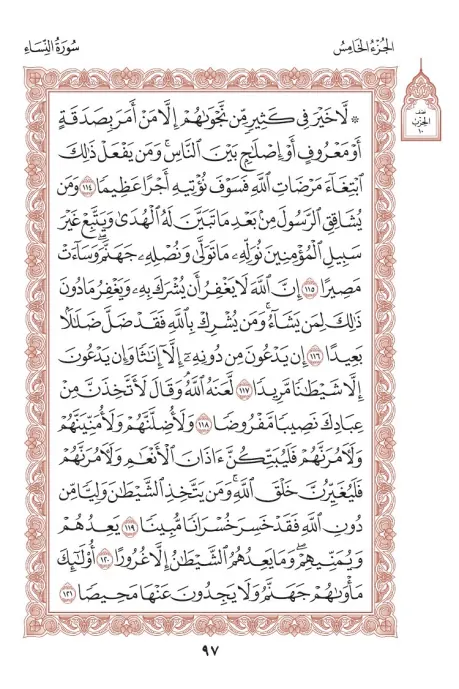 الجُزْءُ الخَامِسُ
سُورَةُ النِّسَاءِ
نصف
الحزب
١٠
۞ لَّا خَيْرَ فِي كَثِيرٍ مِّن نَّجْوَىٰهُمْ إِلَّا مَنْ أَمَرَ بِصَدَقَةٍ
أَوْ مَعْرُوفٍ أَوْ إِصْلَٰحٍۭ بَيْنَ ٱلنَّاسِۚ وَمَن يَفْعَلْ ذَٰلِكَ
ٱبْتِغَآءَ مَرْضَاتِ ٱللَّهِ فَسَوْفَ نُؤْتِيهِ أَجْرًا عَظِيمًا ١١٤ وَمَن
يُشَاقِقِ ٱلرَّسُولَ مِنۢ بَعْدِ مَا تَبَيَّنَ لَهُ ٱلْهُدَىٰ وَيَتَّبِعْ غَيْرَ
سَبِيلِ ٱلْمُؤْمِنِينَ نُوَلِّهِۦ مَا تَوَلَّىٰ وَنُصْلِهِۦ جَهَنَّمَۖ وَسَآءَتْ
مَصِيرًا ١١٥ إِنَّ ٱللَّهَ لَا يَغْفِرُ أَن يُشْرَكَ بِهِۦ وَيَغْفِرُ مَا دُونَ
ذَٰلِكَ لِمَن يَشَآءُۚ وَمَن يُشْرِكْ بِٱللَّهِ فَقَدْ ضَلَّ ضَلَٰلًۢا
بَعِيدًا ١١٦ إِن يَدْعُونَ مِن دُونِهِۦٓ إِلَّآ إِنَٰثًا وَإِن يَدْعُونَ
إِلَّا شَيْطَٰنًا مَّرِيدًا ١١٧ لَّعَنَهُ ٱللَّهُۘ وَقَالَ لَأَتَّخِذَنَّ مِنْ
عِبَادِكَ نَصِيبًا مَّفْرُوضًا ١١٨ وَلَأُضِلَّنَّهُمْ وَلَأُمَنِّيَنَّهُمْ
وَلَءَامُرَنَّهُمْ فَلَيُبَتِّكُنَّ ءَاذَانَ ٱلْأَنْعَٰمِ وَلَءَامُرَنَّهُمْ
فَلَيُغَيِّرُنَّ خَلْقَ ٱللَّهِۚ وَمَن يَتَّخِذِ ٱلشَّيْطَٰنَ وَلِيًّا مِّن
دُونِ ٱللَّهِ فَقَدْ خَسِرَ خُسْرَانًا مُّبِينًا ١١٩ يَعِدُهُمْ
وَيُمَنِّيهِمْۖ وَمَا يَعِدُهُمُ ٱلشَّيْطَٰنُ إِلَّا غُرُورًا ١٢٠ أُو۟لَٰٓئِكَ
مَأْوَىٰهُمْ جَهَنَّمُ وَلَا يَجِدُونَ عَنْهَا مَحِيصًا ١٢١
٩٧